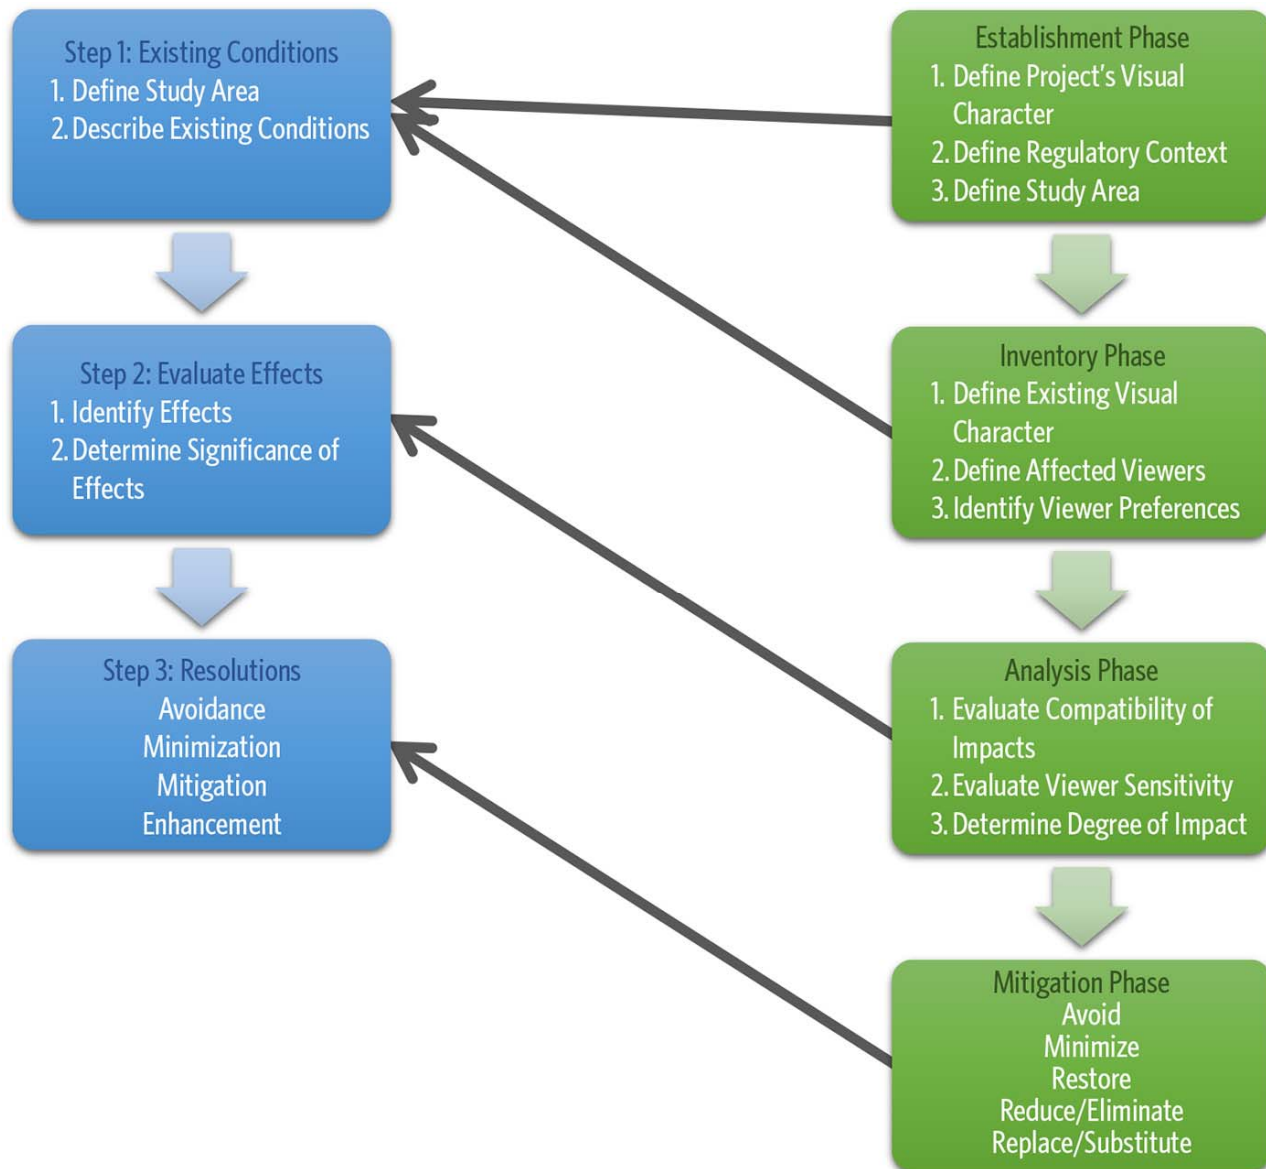 Step 1: Existing Conditions
1. Define Study Area
2. Describe Existing Conditions
Step 2: Evaluate Effects
1. Identify Effects
2. Determine Significance of
Effects
Step 3: Resolutions
Avoidance
Minimization
Mitigation
Enhancement
Establishment Phase
1. Define Project's Visual
Character
2. Define Regulatory Context
3. Define Study Area
Inventory Phase
1. Define Existing Visual
Character
2. Define Affected Viewers
3. Identify Viewer Preferences
Analysis Phase
1. Evaluate Compatibility of
Impacts
2. Evaluate Viewer Sensitivity
3. Determine Degree of Impact
Mitigation Phase
Avoid
Minimize
Restore
Reduce/Eliminate
Replace/Substitute